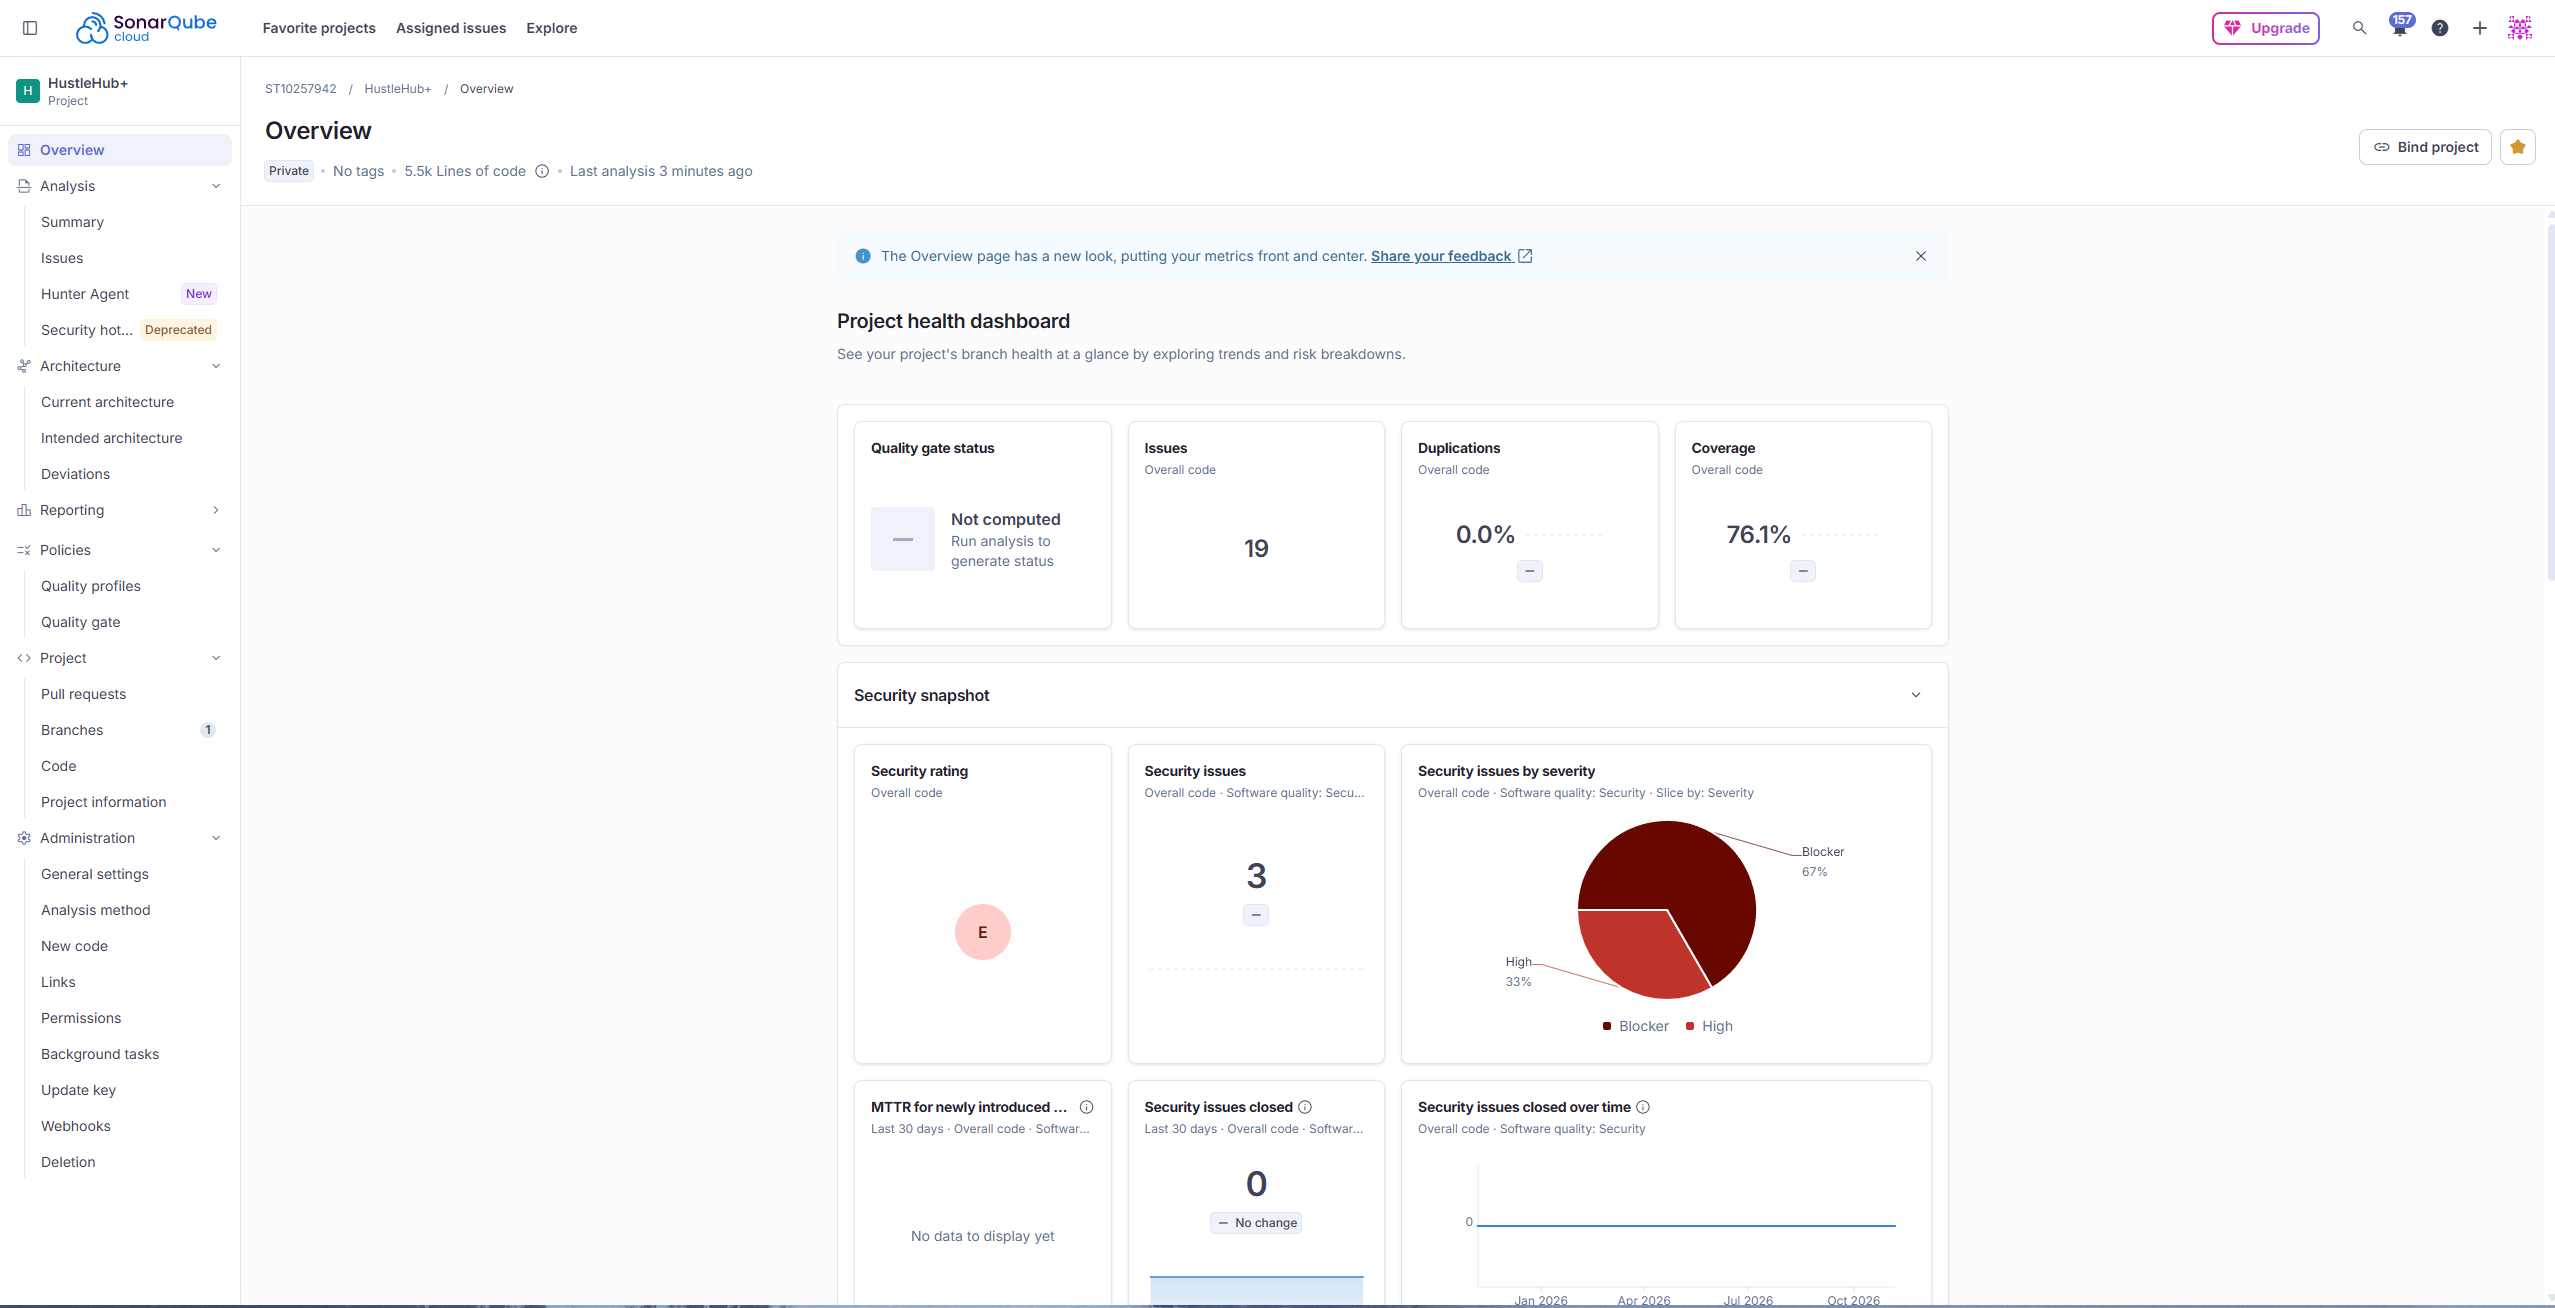 SonarQube cloud
Favorite projects
Assigned issues
Explore
Upgrade
157
H
HustleHub+
Project
Overview
Analysis
Summary
Issues
Hunter Agent New
Security hot... Deprecated
Architecture
Current architecture
Intended architecture
Deviations
Reporting
Policies
Quality profiles
Quality gate
Project
Pull requests
Branches 1
Code
Project information
Administration
General settings
Analysis method
New code
Links
Permissions
Background tasks
Update key
Webhooks
Deletion
ST10257942 / HustleHub+ / Overview
Overview
Private • No tags • 5.5k Lines of code • Last analysis 3 minutes ago
Bind project
The Overview page has a new look, putting your metrics front and center. Share your feedback
Project health dashboard
See your project's branch health at a glance by exploring trends and risk breakdowns.
Quality gate status
Not computed
Run analysis to
generate status
Issues
Overall code
19
Duplications
Overall code
0.0%
Coverage
Overall code
76.1%
Security snapshot
Security rating
Overall code
E
Security issues
Overall code · Software quality: Secu...
3
Security issues by severity
Overall code · Software quality: Security · Slice by: Severity
Blocker
67%
High
33%
Blocker High
MTTR for newly introduced ...
Last 30 days · Overall code · Softwar...
No data to display yet
Security issues closed
Last 30 days · Overall code · Softwar...
0
No change
Security issues closed over time
Overall code · Software quality: Security
0
Jan 2026 Apr 2026 Jul 2026 Oct 2026